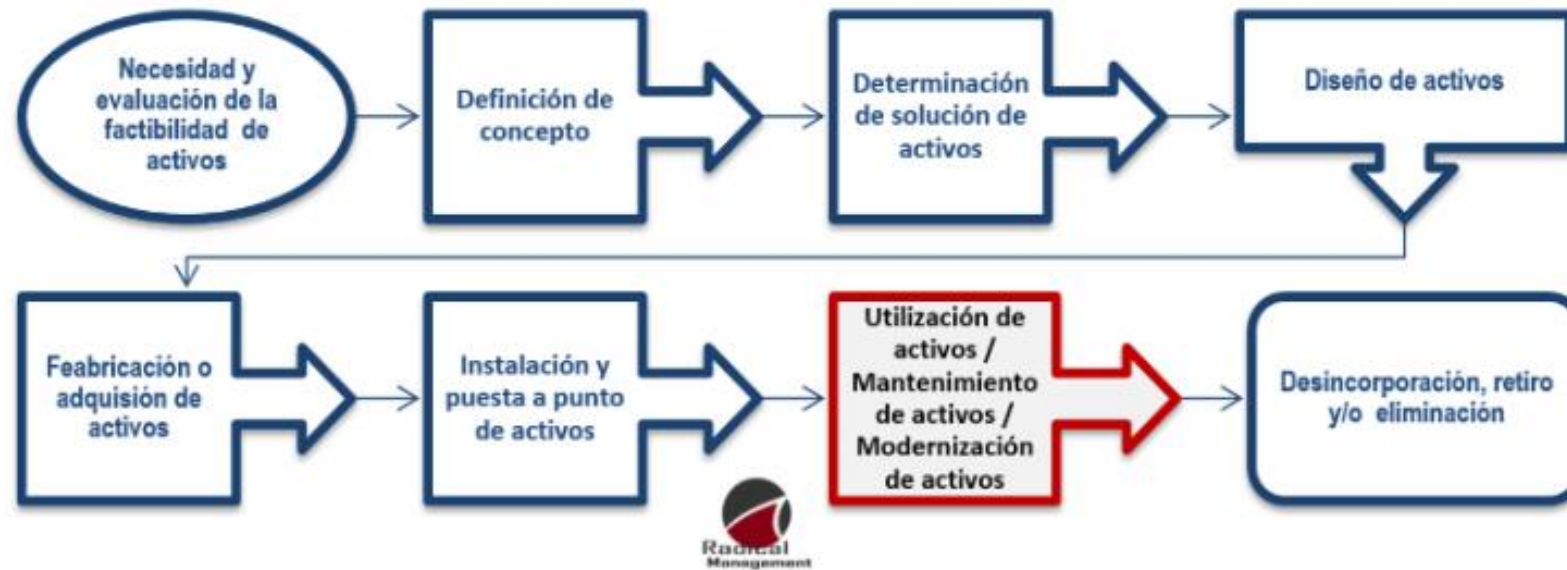 Necesidad y
evaluación de la
factibilidad de
activos
Definición de
concepto
Determinación
de solución de
activos
Diseño de activos
Feabricación o
adquisión de
activos
Instalación y
puesta a punto
de activos
Utilización de
activos /
Mantenimiento
de activos /
Modernización
de activos
Desincorporación, retiro
y/o eliminación
Radical
Management